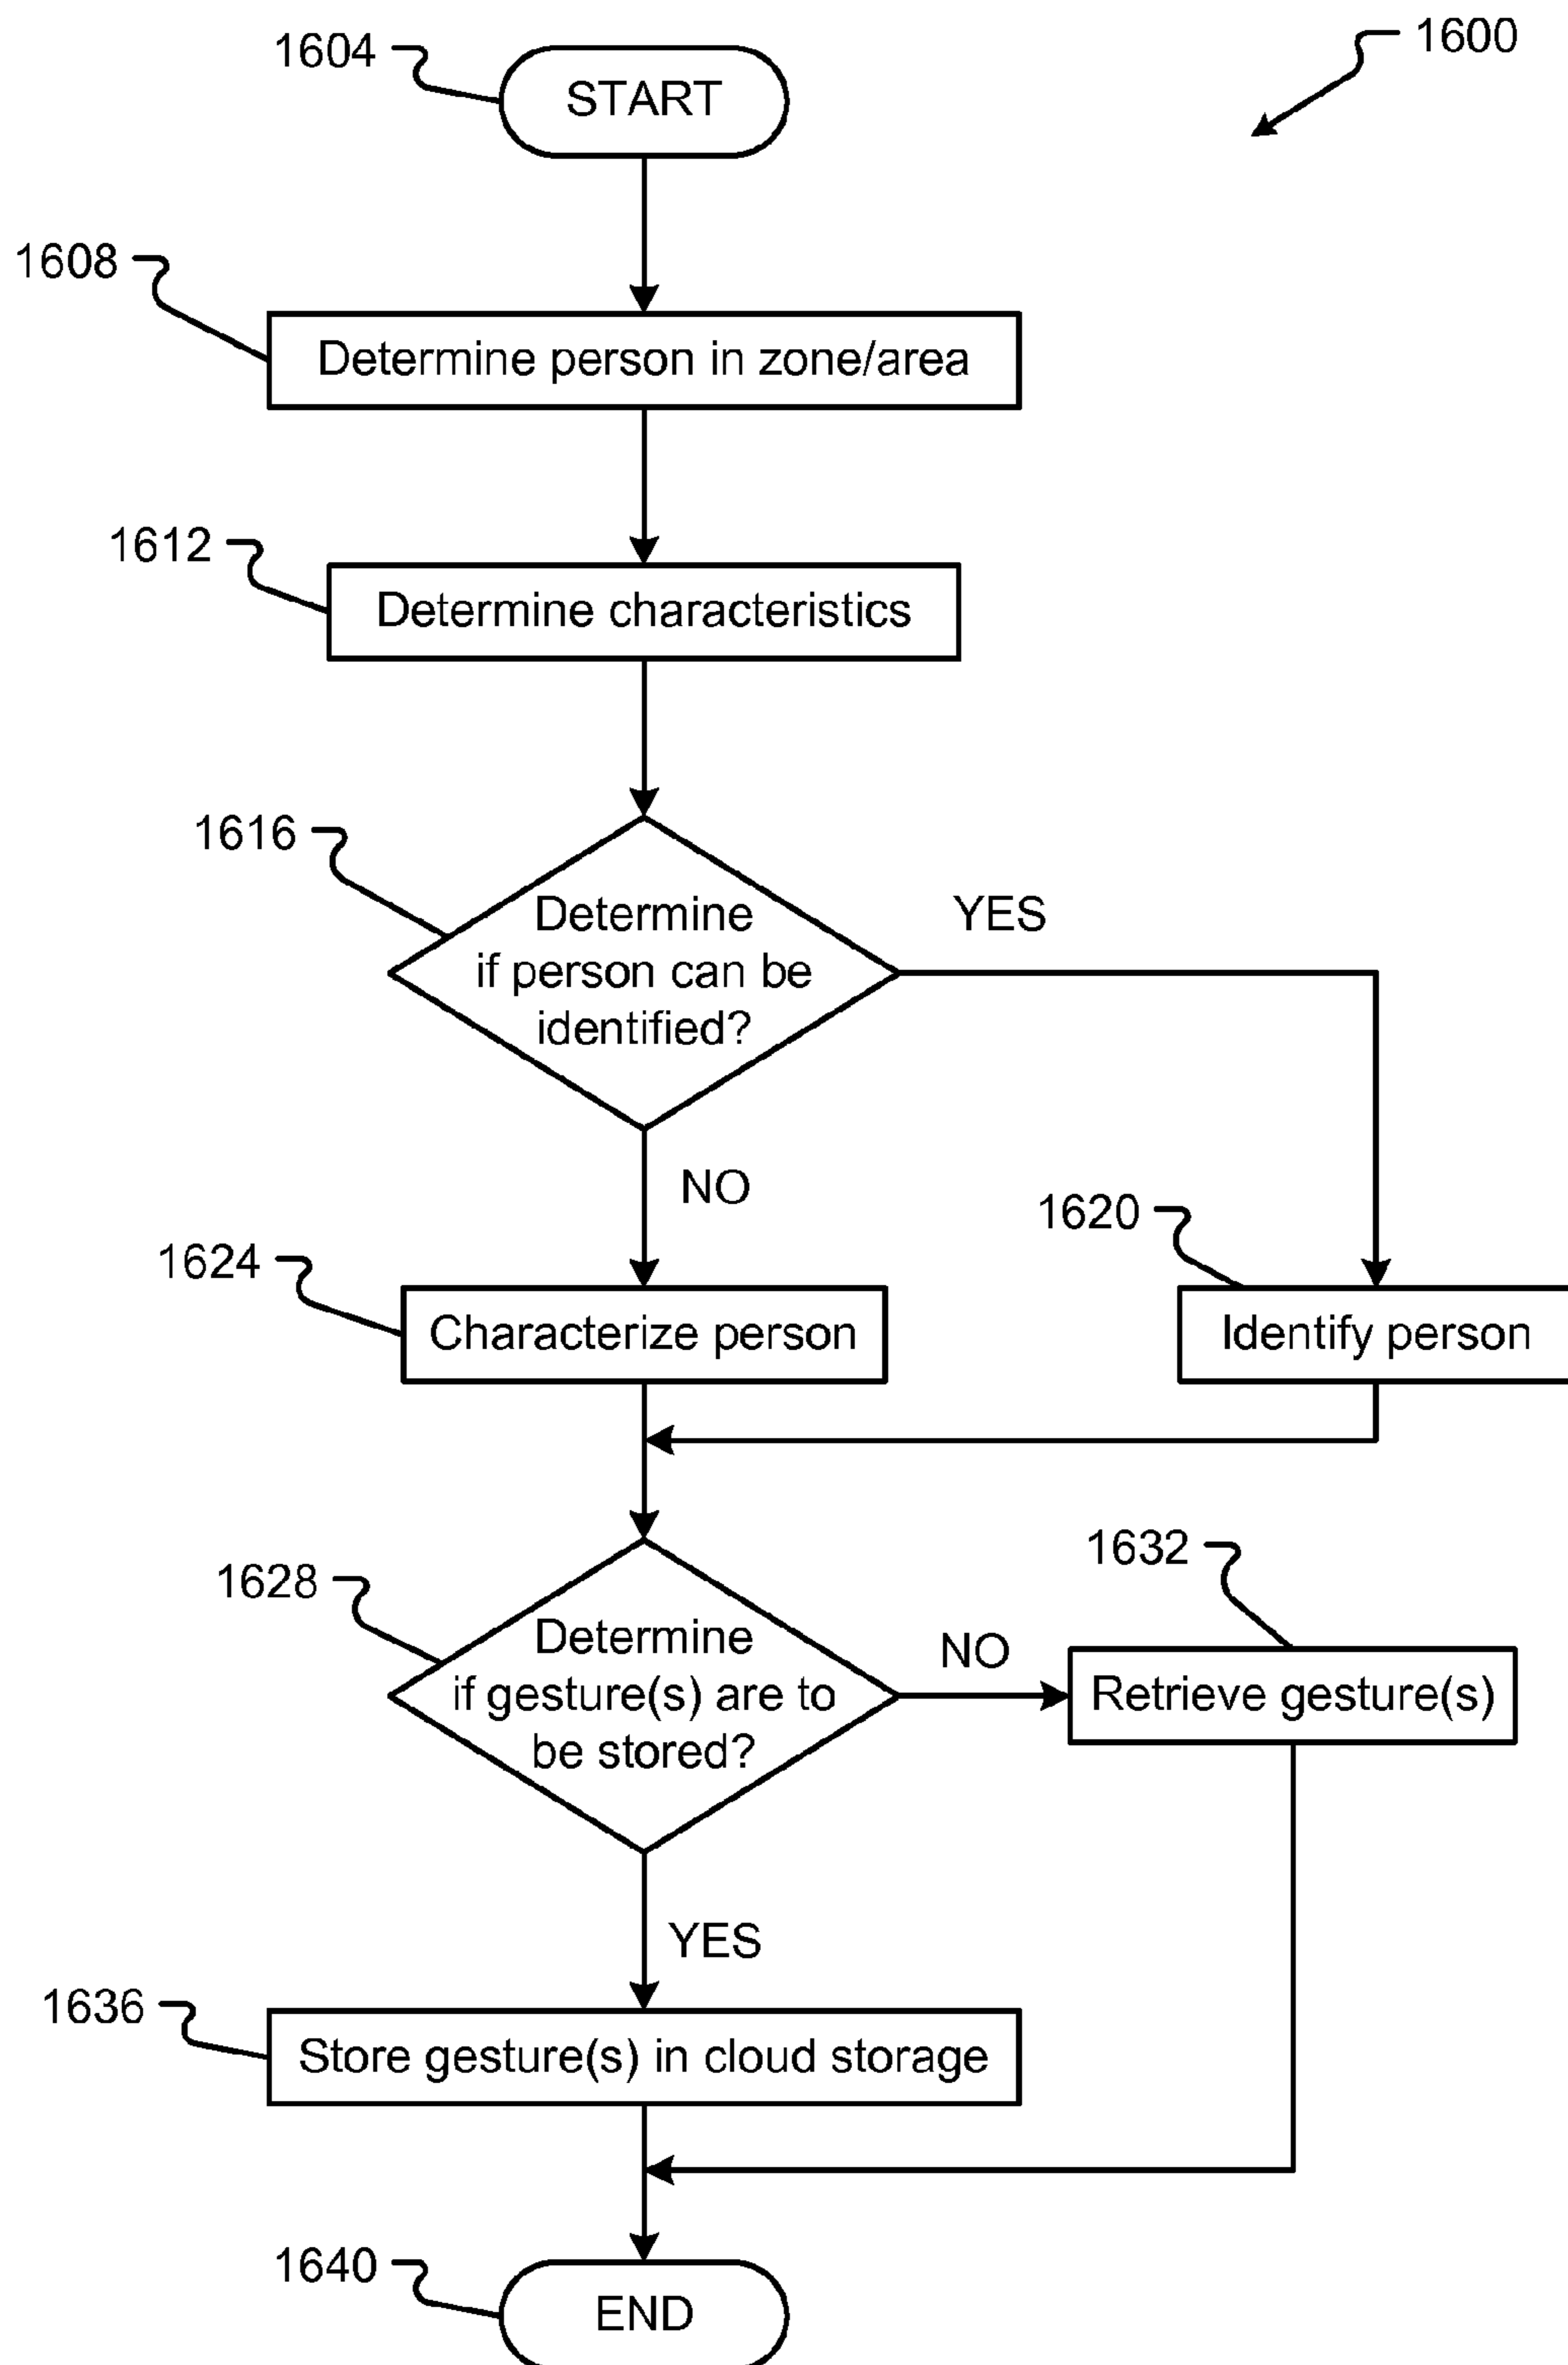 1600
1604
START
1608
Determine person in zone/area
1612
Determine characteristics
1616
Determine
if person can be
identified?
YES
NO
1620
1624
Characterize person
Identify person
1628
Determine
if gesture(s) are to
be stored?
NO
1632
Retrieve gesture(s)
YES
1636
Store gesture(s) in cloud storage
1640
END